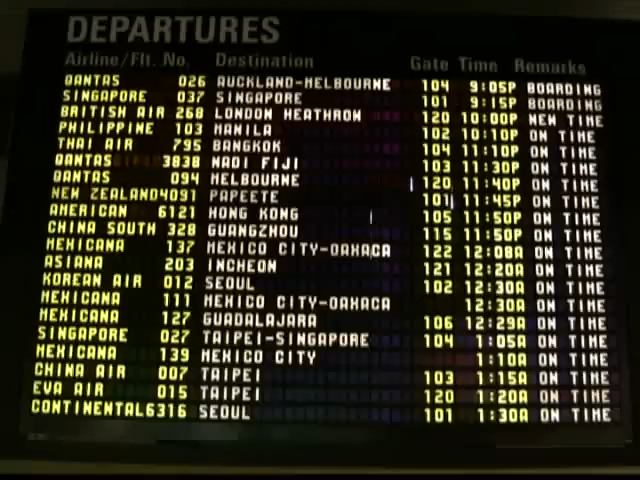 DEPARTURES
Airline/Flt. No. Destination Gate Time Remarks
QANTAS 026 AUCKLAND-MELBOURNE 104 9:05P BOARDING
SINGAPORE 037 SINGAPORE 101 9:15P BOARDING
BRITISH AIR 268 LONDON HEATHROW 120 10:00P NEW TIME
PHILIPPINE 103 MANILA 102 10:10P ON TIME
THAI AIR 795 BANGKOK 104 11:10P ON TIME
QANTAS 3838 NADI FIJI 103 11:30P ON TIME
QANTAS 094 MELBOURNE 120 11:40P ON TIME
NEW ZEALAND4091 PAPEETE 101 11:45P ON TIME
AMERICAN 6121 HONG KONG 105 11:50P ON TIME
CHINA SOUTH 328 GUANGZHOU 115 11:50P ON TIME
MEXICANA 137 MEXICO CITY-OAXACA 122 12:08A ON TIME
ASIANA 203 INCHEON 121 12:20A ON TIME
KOREAN AIR 012 SEOUL 102 12:30A ON TIME
MEXICANA 111 MEXICO CITY-OAXACA 12:30A ON TIME
MEXICANA 127 GUADALAJARA 106 12:29A ON TIME
SINGAPORE 027 TAIPEI-SINGAPORE 104 1:05A ON TIME
MEXICANA 139 MEXICO CITY 1:10A ON TIME
CHINA AIR 007 TAIPEI 103 1:15A ON TIME
EVA AIR 015 TAIPEI 120 1:20A ON TIME
CONTINENTAL6316 SEOUL 101 1:30A ON TIME